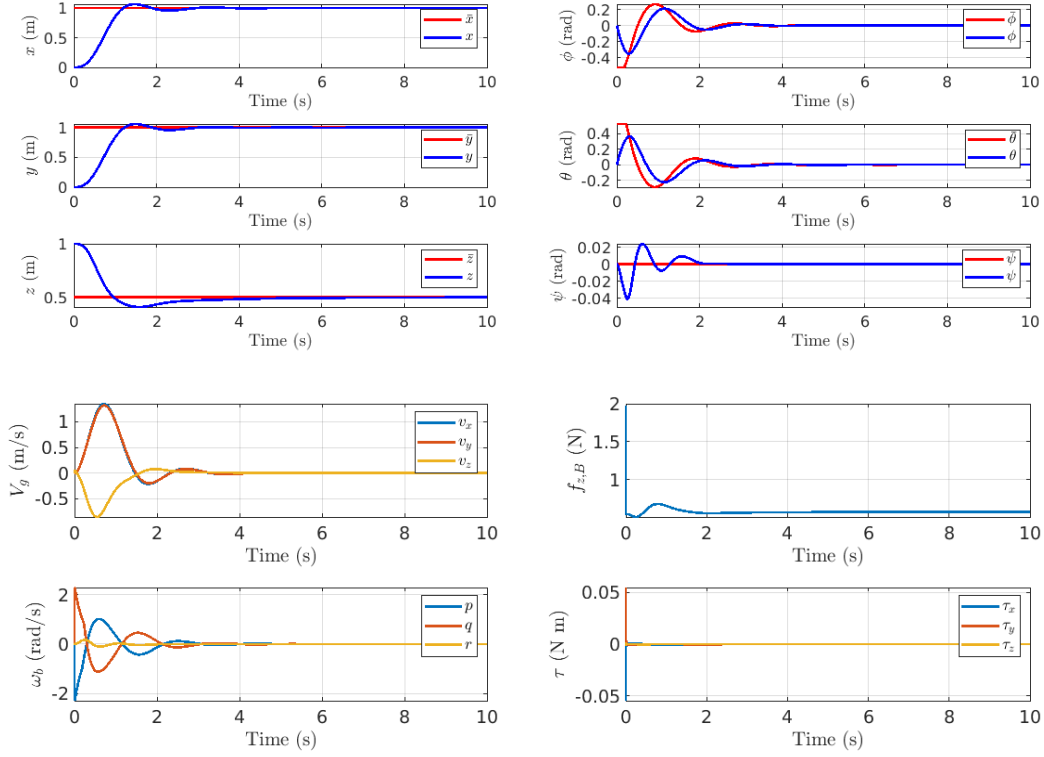 x (m)
1
0.5
0
x̄
x
0 2 4 6 8 10
Time (s)
ϕ (rad)
0.2
0
-0.2
-0.4
ϕ̄
ϕ
0 2 4 6 8 10
Time (s)
y (m)
1
0.5
0
ȳ
y
0 2 4 6 8 10
Time (s)
θ (rad)
0.4
0.2
0
-0.2
θ̄
θ
0 2 4 6 8 10
Time (s)
z (m)
1
0.5
z̄
z
0 2 4 6 8 10
Time (s)
ψ (rad)
0.02
0
-0.02
-0.04
ψ̄
ψ
0 2 4 6 8 10
Time (s)
V_g (m/s)
1
0.5
0
-0.5
v_x
v_y
v_z
0 2 4 6 8 10
Time (s)
f_{z,B} (N)
2
1.5
1
0 2 4 6 8 10
Time (s)
ω_b (rad/s)
2
0
-2
p
q
r
0 2 4 6 8 10
Time (s)
τ (N m)
0.05
0
-0.05
τ_x
τ_y
τ_z
0 2 4 6 8 10
Time (s)